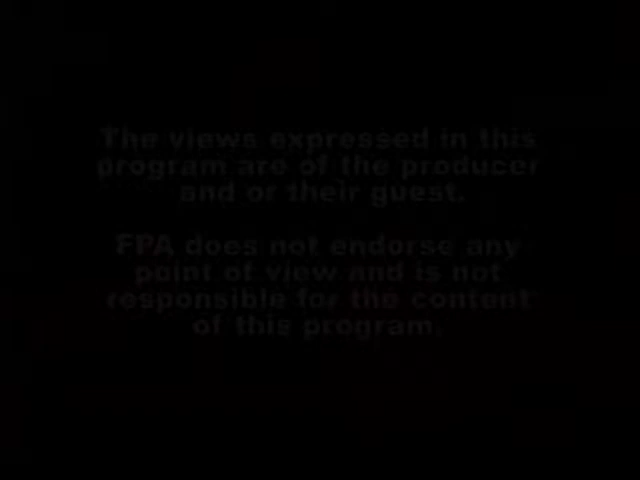 The views expressed in this
program are of the producer
and or their guest.
FPA does not endorse any
point of view and is not
responsible for the content
of this program.